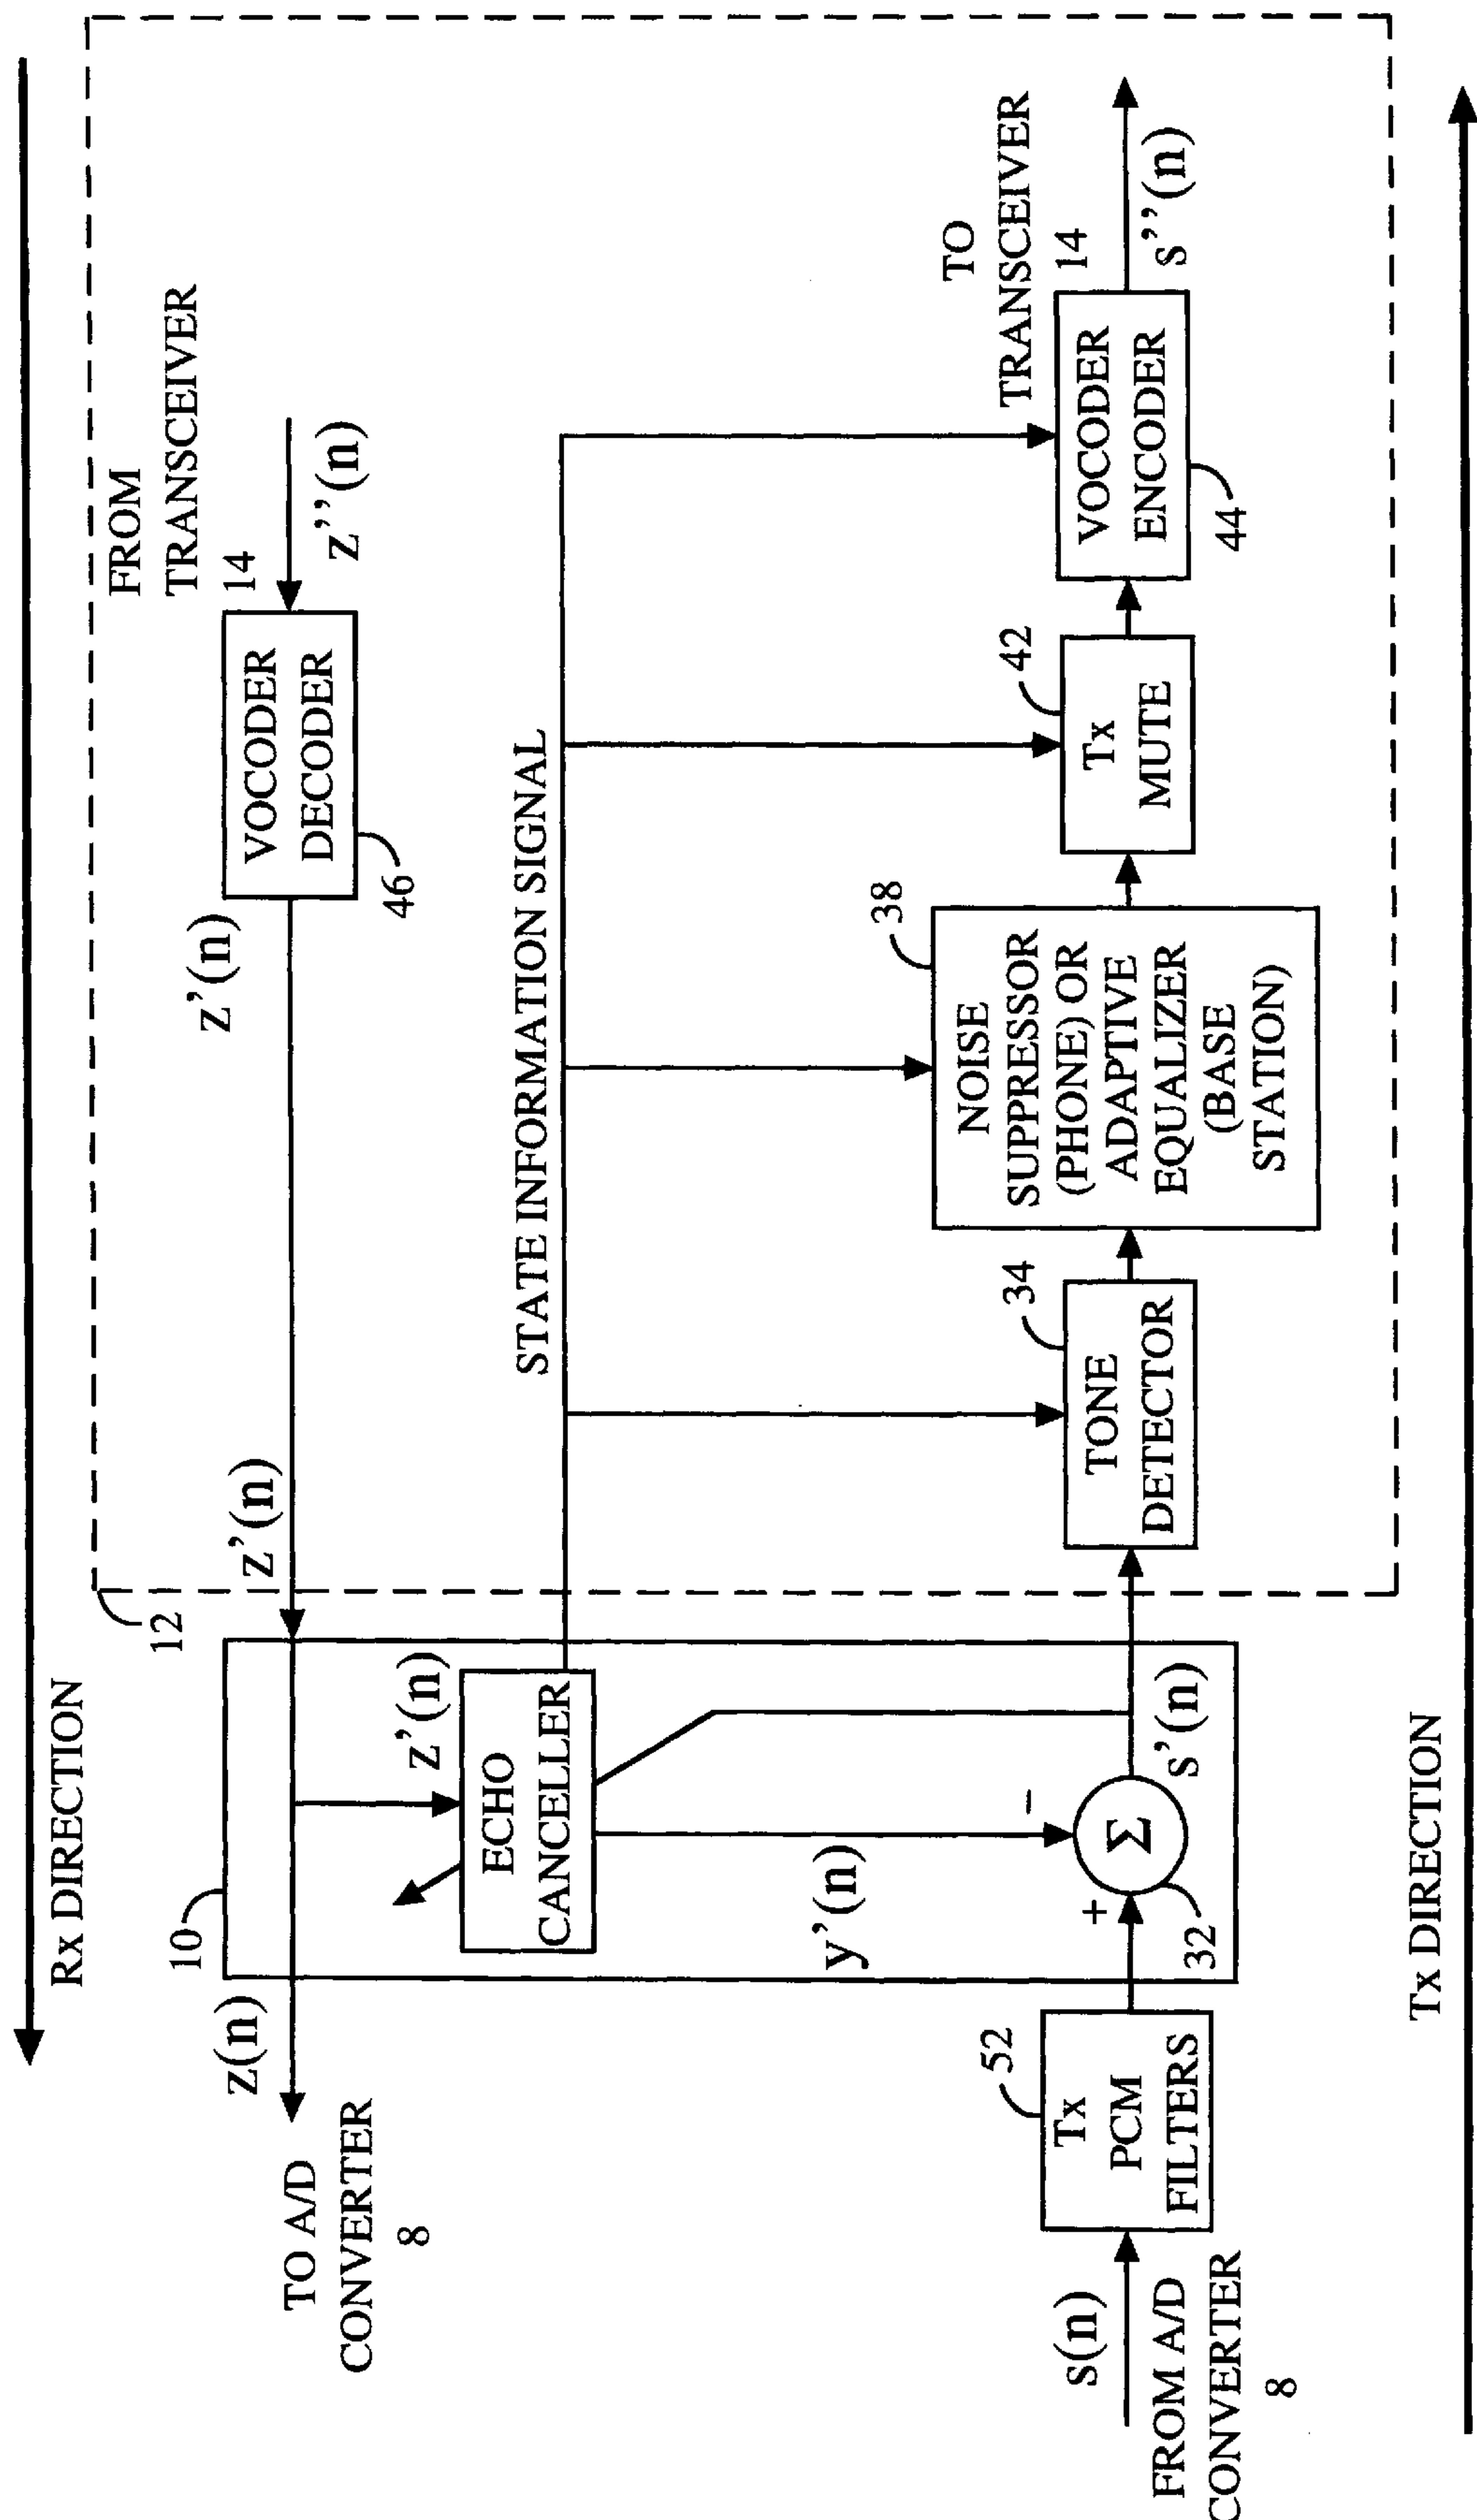 Rx DIRECTION
12
10
z(n)
z'(n)
z'(n)
VOCODER
DECODER
46
FROM
TRANSCEIVER
14
z''(n)
TO A/D
CONVERTER
8
z'(n)
ECHO
CANCELLER
STATE INFORMATION SIGNAL
y'(n)
s(n)
FROM A/D
CONVERTER
8
52
Tx
PCM
FILTERS
+
−
Σ
32
s'(n)
34
TONE
DETECTOR
38
NOISE
SUPPRESSOR
(PHONE) OR
ADAPTIVE
EQUALIZER
(BASE
STATION)
42
Tx
MUTE
VOCODER
ENCODER
44
TO
TRANSCEIVER
14
s''(n)
Tx DIRECTION